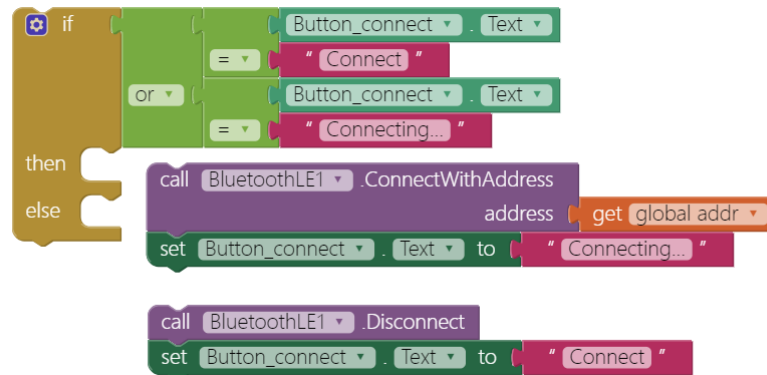 if Button_connect . Text
= " Connect "
or Button_connect . Text
= " Connecting... "
then
call BluetoothLE1 .ConnectWithAddress
else
address get global addr
set Button_connect . Text to " Connecting... "
call BluetoothLE1 .Disconnect
set Button_connect . Text to " Connect "